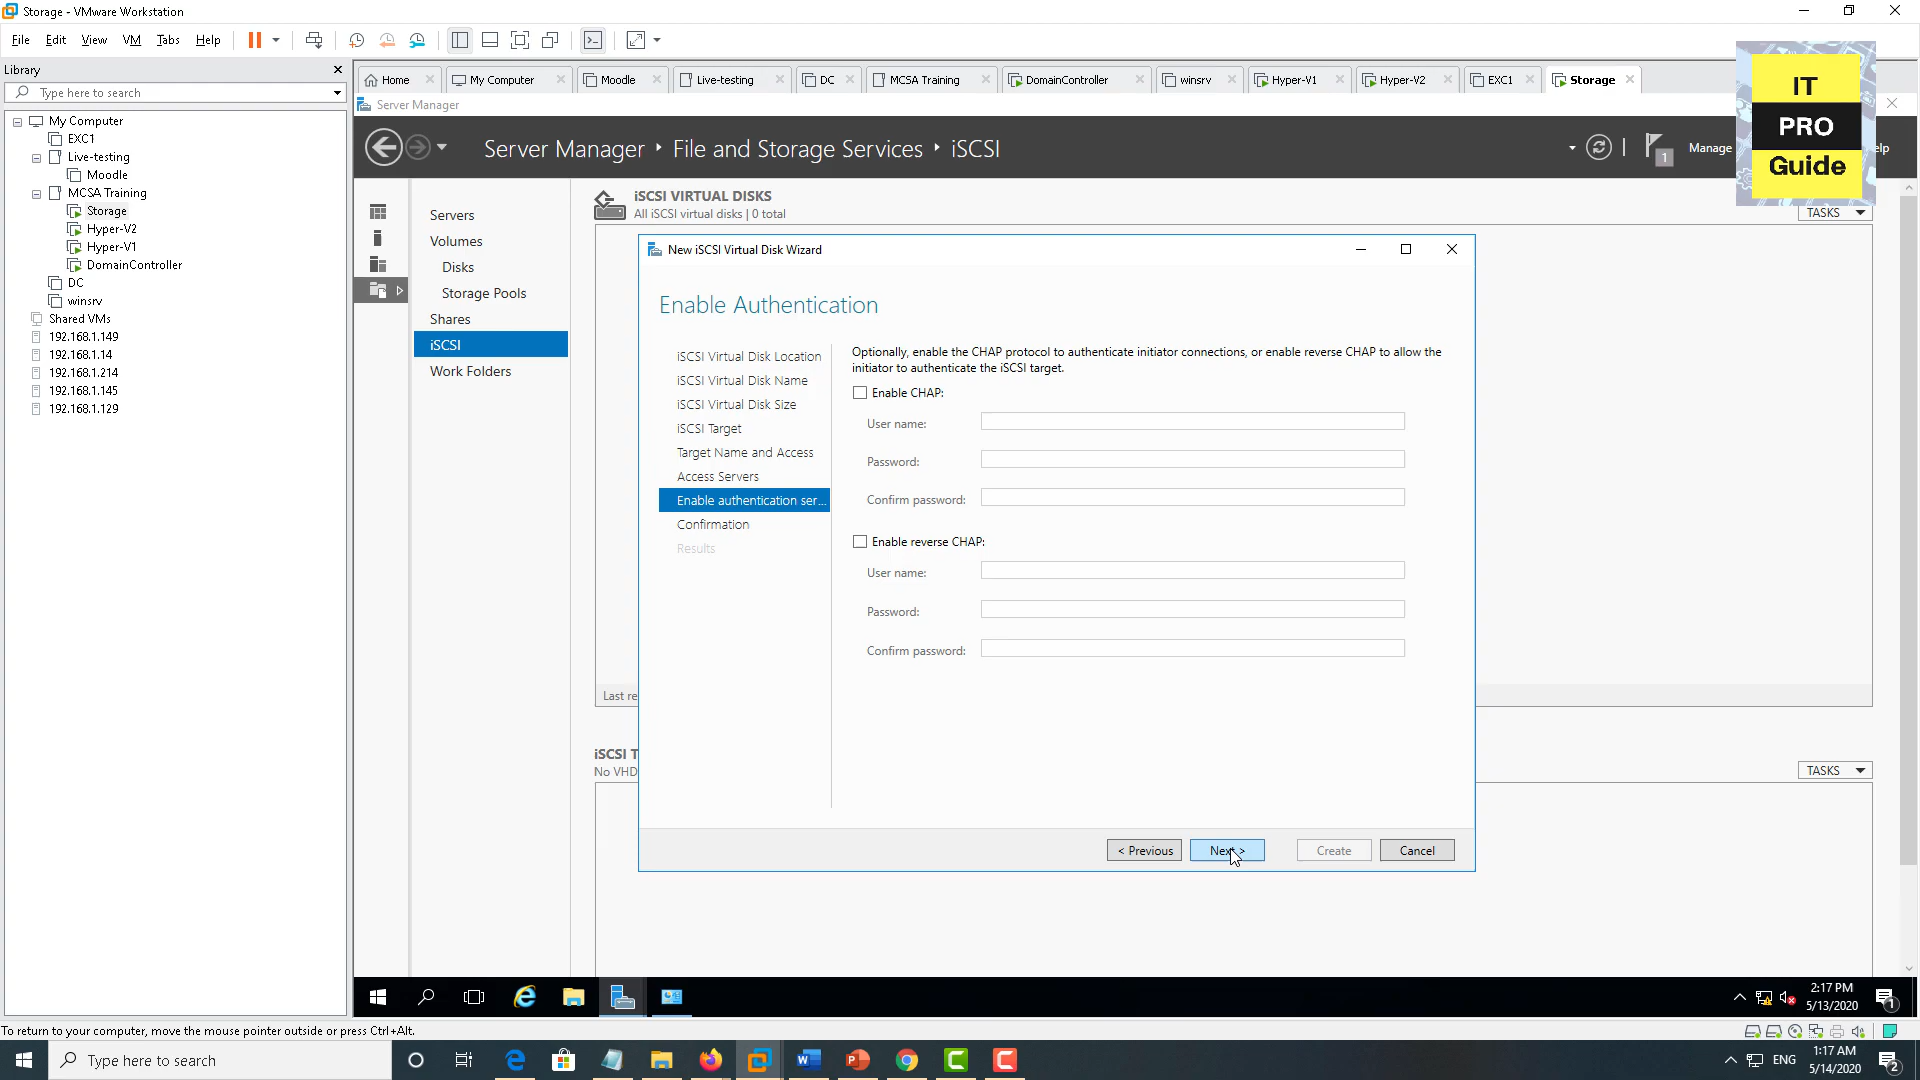 Storage - VMware Workstation
File Edit View VM Tabs Help
Library
Type here to search
My Computer
EXC1
Live-testing
Moodle
MCSA Training
Storage
Hyper-V2
Hyper-V1
DomainController
DC
winsrv
Shared VMs
192.168.1.149
192.168.1.14
192.168.1.214
192.168.1.145
192.168.1.129
Home My Computer Moodle Live-testing DC MCSA Training DomainController winsrv Hyper-V1 Hyper-V2 EXC1 Storage
Server Manager
Server Manager File and Storage Services iSCSI
1
Manage
IT
PRO
Guide
Servers
Volumes
Disks
Storage Pools
Shares
iSCSI
Work Folders
iSCSI VIRTUAL DISKS
All iSCSI virtual disks | 0 total
TASKS
New iSCSI Virtual Disk Wizard
Enable Authentication
iSCSI Virtual Disk Location
iSCSI Virtual Disk Name
iSCSI Virtual Disk Size
iSCSI Target
Target Name and Access
Access Servers
Enable authentication ser...
Confirmation
Results
Optionally, enable the CHAP protocol to authenticate initiator connections, or enable reverse CHAP to allow the
initiator to authenticate the iSCSI target.
Enable CHAP:
User name:
Password:
Confirm password:
Enable reverse CHAP:
User name:
Password:
Confirm password:
< Previous Next > Create Cancel
Last re
iSCSI T
No VHD
TASKS
2:17 PM
5/13/2020
1
To return to your computer, move the mouse pointer outside or press Ctrl+Alt.
Type here to search
ENG
1:17 AM
5/14/2020
2